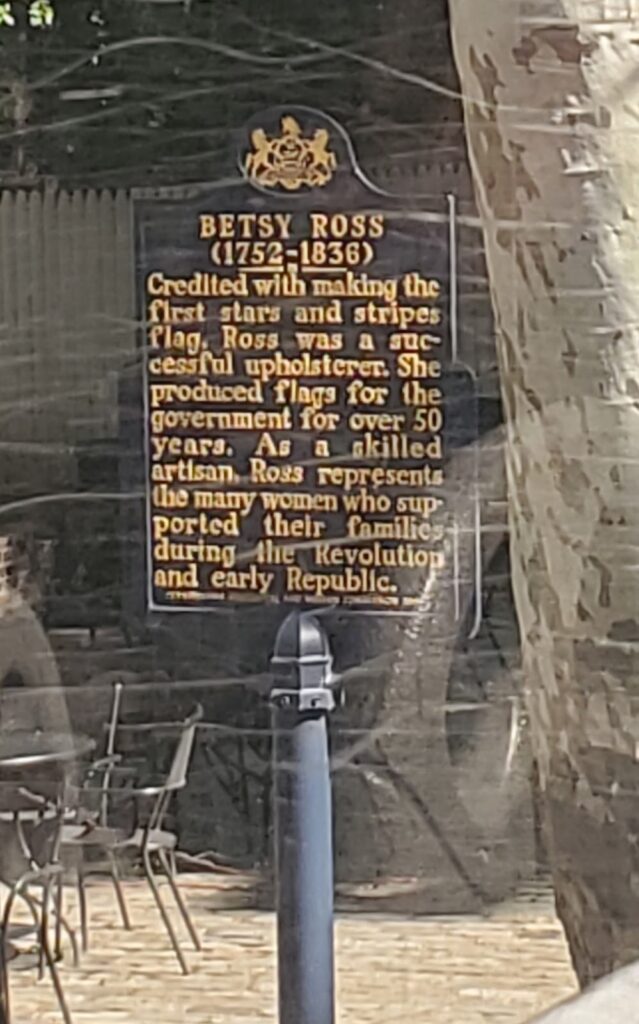 BETSY ROSS
(1752-1836)
Credited with making the
first stars and stripes
flag, Ross was a suc-
cessful upholsterer. She
produced flags for the
government for over 50
years. As a skilled
artisan, Ross represents
the many women who sup-
ported their families
during the Revolution
and early Republic.